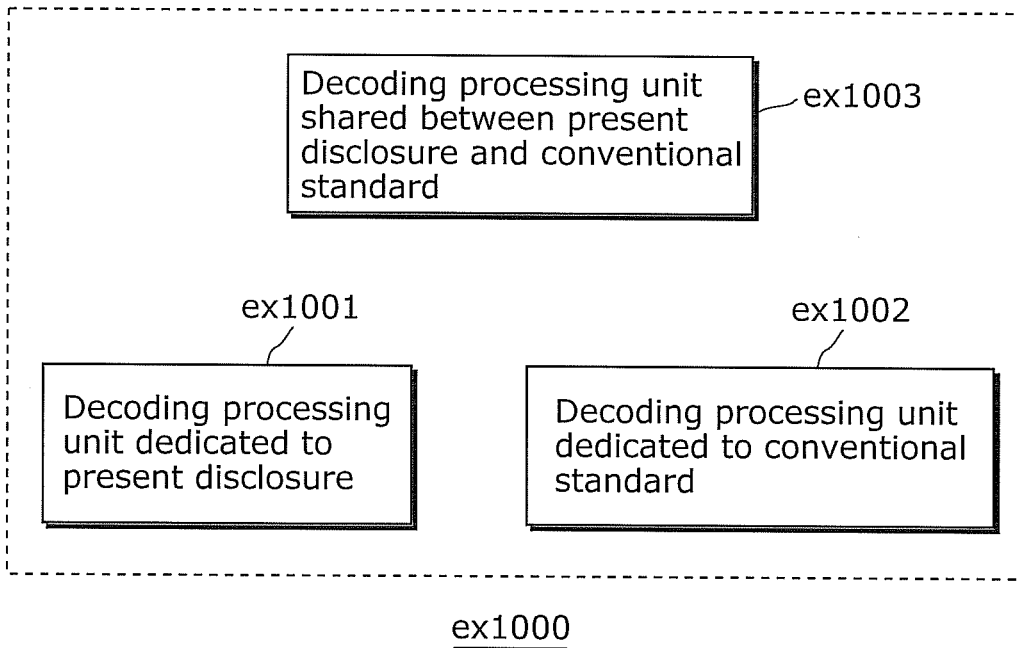 Decoding processing unit
shared between present
disclosure and conventional
standard
ex1003
ex1001
Decoding processing
unit dedicated to
present disclosure
ex1002
Decoding processing unit
dedicated to conventional
standard
ex1000